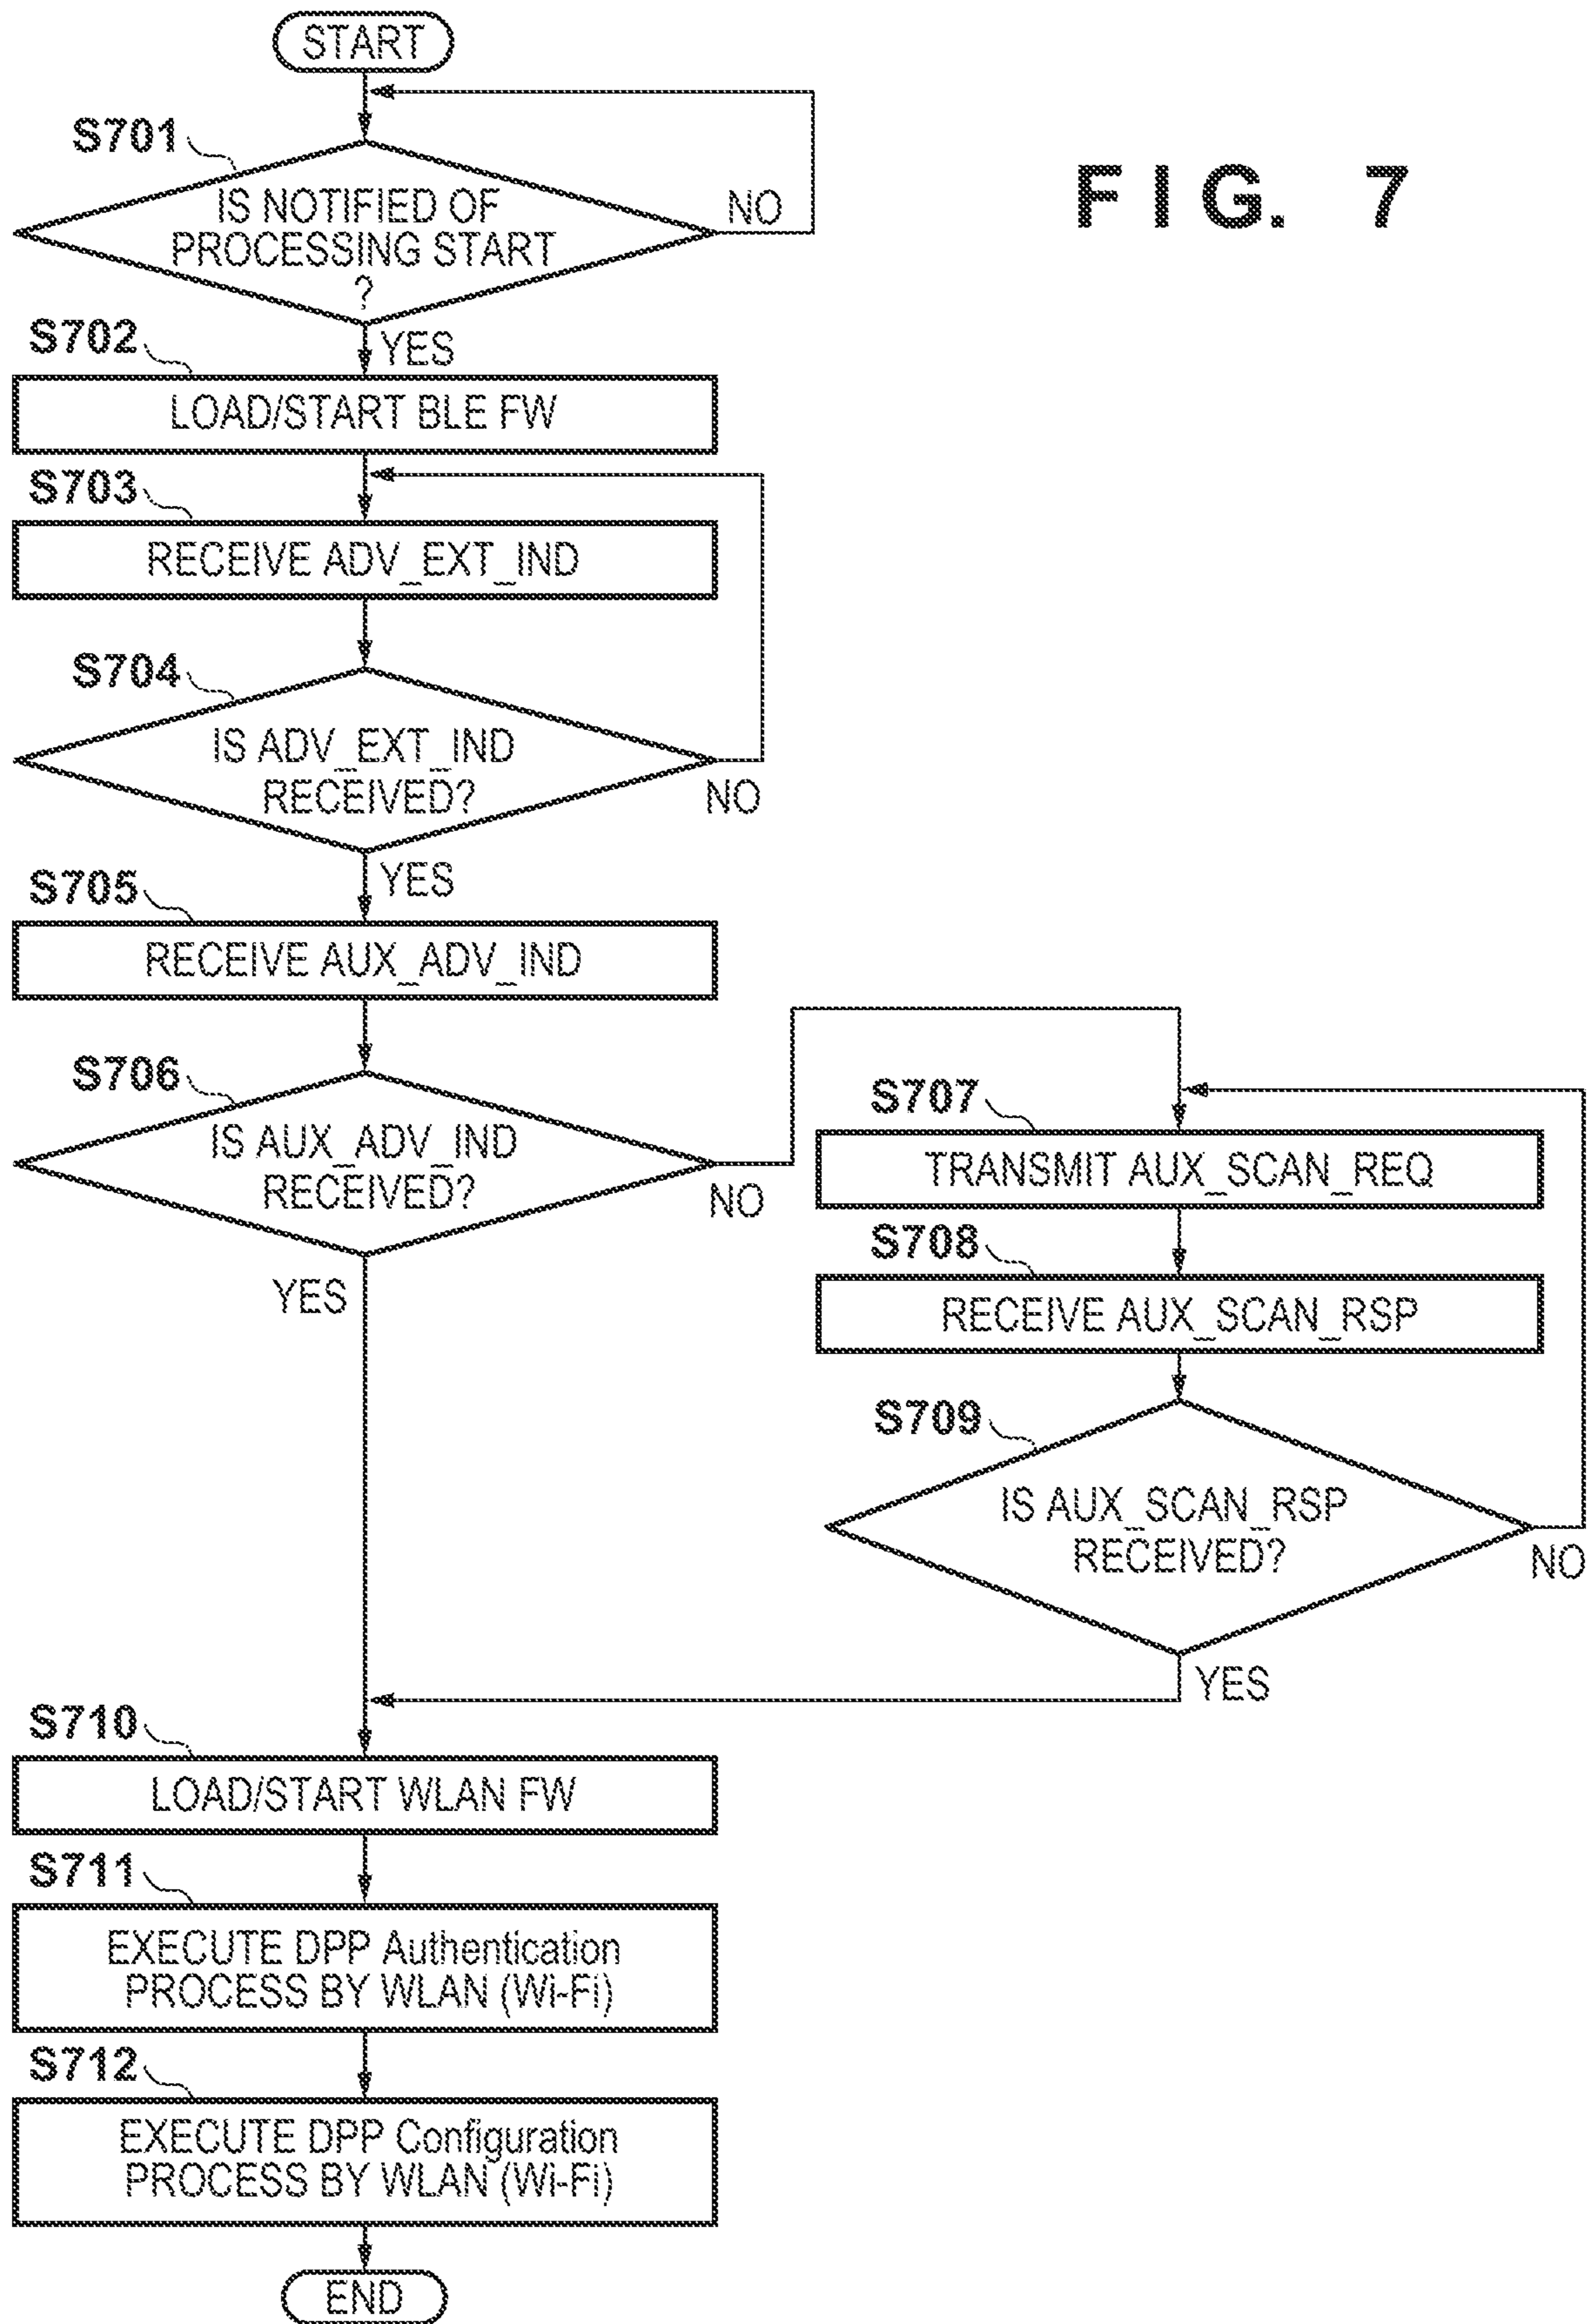 START
FIG. 7
S701
IS NOTIFIED OF
PROCESSING START
?
NO
YES
S702
LOAD/START BLE FW
S703
RECEIVE ADV_EXT_IND
S704
IS ADV_EXT_IND
RECEIVED?
NO
YES
S705
RECEIVE AUX_ADV_IND
S706
IS AUX_ADV_IND
RECEIVED?
NO
YES
S707
TRANSMIT AUX_SCAN_REQ
S708
RECEIVE AUX_SCAN_RSP
S709
IS AUX_SCAN_RSP
RECEIVED?
NO
YES
S710
LOAD/START WLAN FW
S711
EXECUTE DPP Authentication
PROCESS BY WLAN (Wi-Fi)
S712
EXECUTE DPP Configuration
PROCESS BY WLAN (Wi-Fi)
END